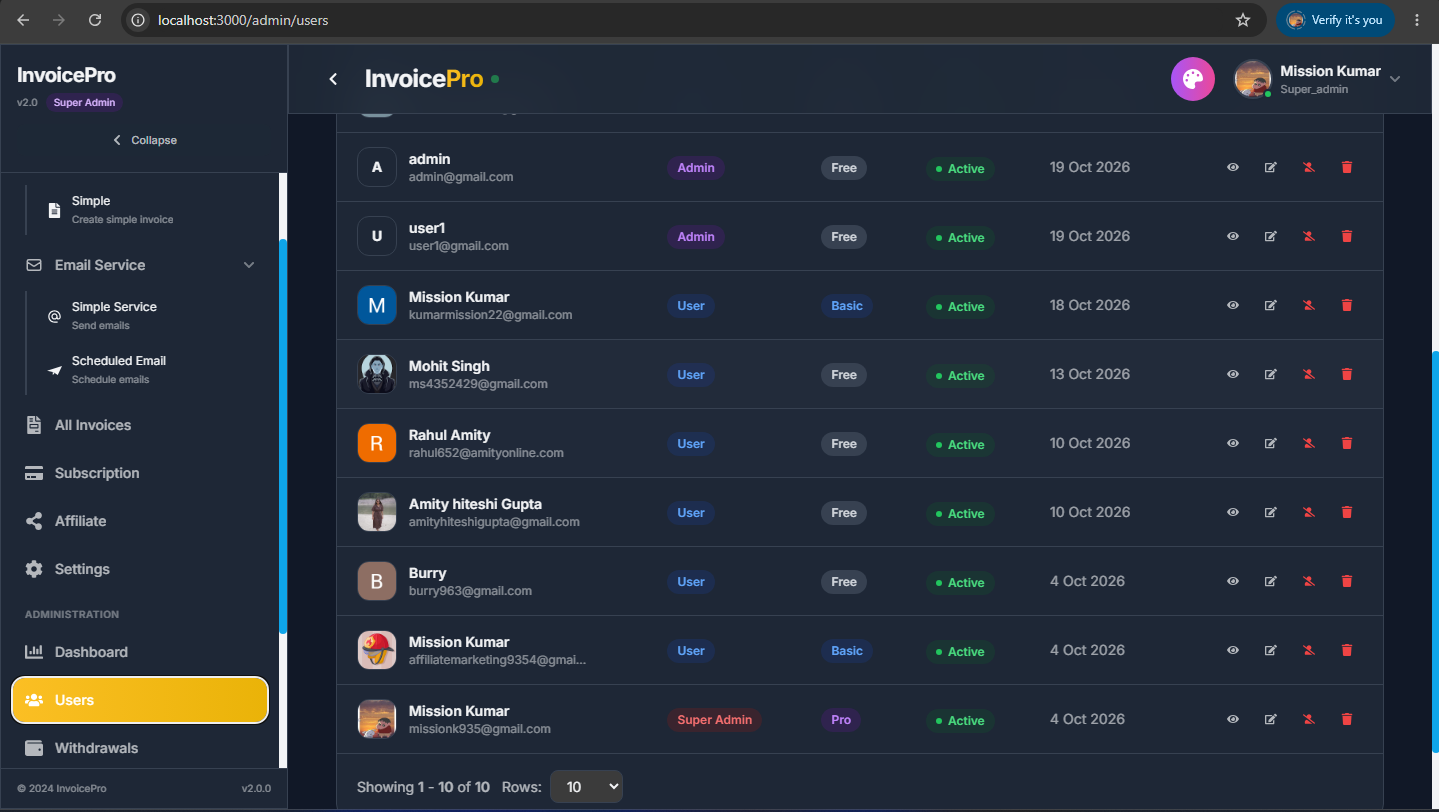 localhost:3000/admin/users
Verify it's you
InvoicePro
v2.0 Super Admin
Collapse
Simple
Create simple invoice
Email Service
Simple Service
Send emails
Scheduled Email
Schedule emails
All Invoices
Subscription
Affiliate
Settings
ADMINISTRATION
Dashboard
Users
Withdrawals
© 2024 InvoicePro v2.0.0
InvoicePro
Mission Kumar
Super_admin
A admin Admin Free Active 19 Oct 2026
admin@gmail.com
U user1 Admin Free Active 19 Oct 2026
user1@gmail.com
M Mission Kumar User Basic Active 18 Oct 2026
kumarmission22@gmail.com
Mohit Singh User Free Active 13 Oct 2026
ms4352429@gmail.com
R Rahul Amity User Free Active 10 Oct 2026
rahul652@amityonline.com
Amity hiteshi Gupta User Free Active 10 Oct 2026
amityhiteshigupta@gmail.com
B Burry User Free Active 4 Oct 2026
burry963@gmail.com
Mission Kumar User Basic Active 4 Oct 2026
affiliatemarketing9354@gmai...
Mission Kumar Super Admin Pro Active 4 Oct 2026
missionk935@gmail.com
Showing 1 - 10 of 10 Rows: 10